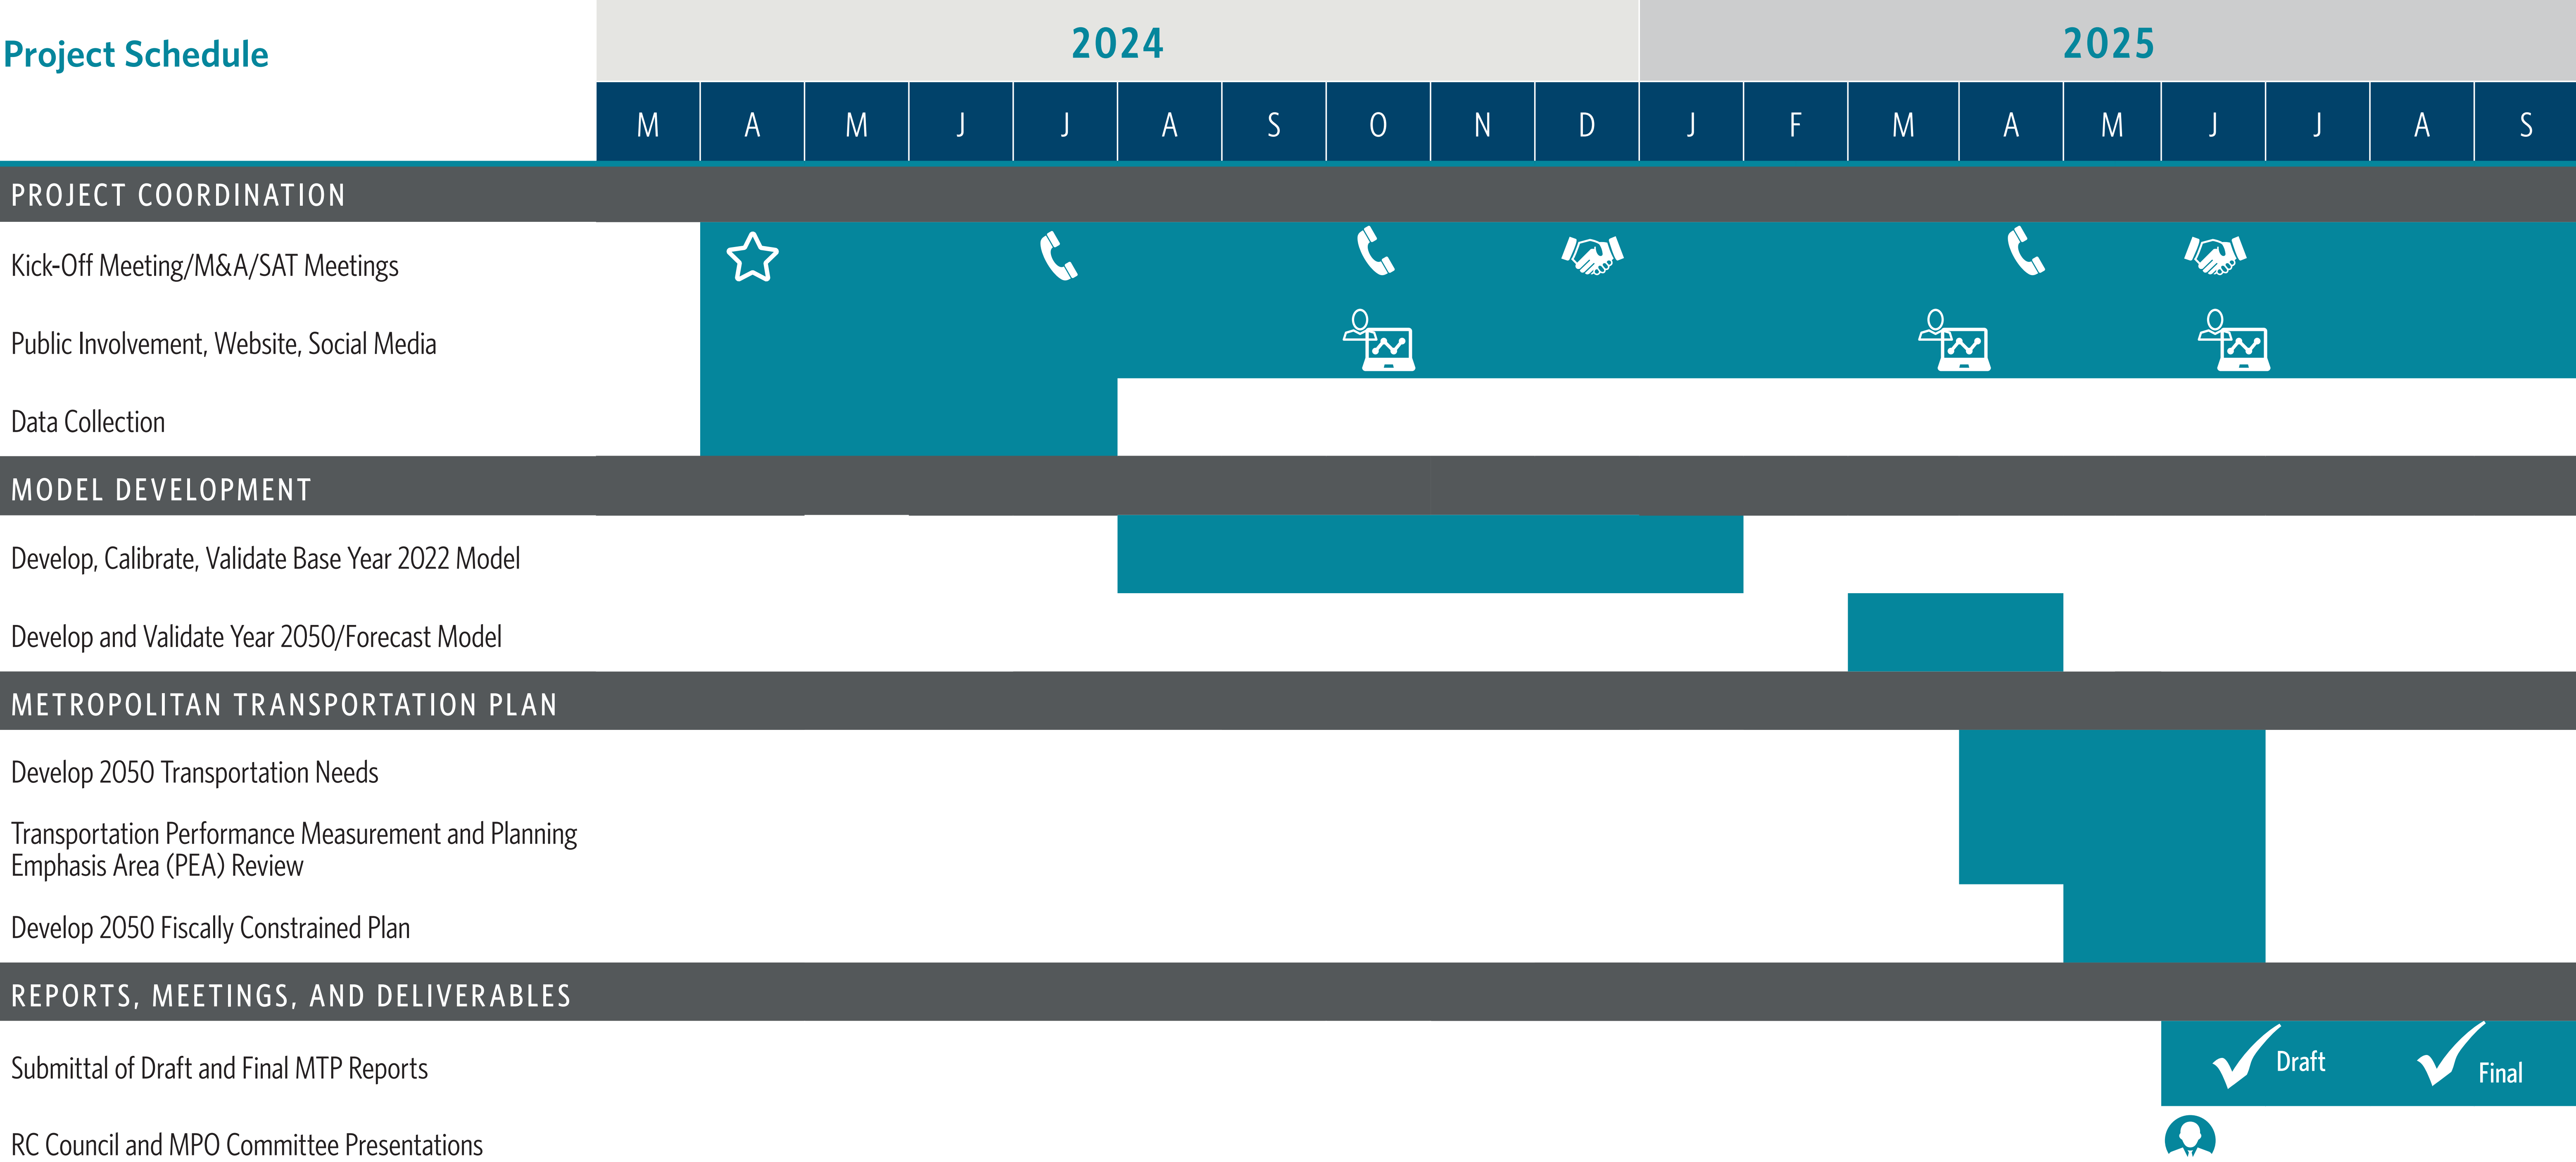 Project Schedule
2024 2025
M A M J J A S O N D J F M A M J J A S
PROJECT COORDINATION
Kick-Off Meeting/M&A/SAT Meetings
Public Involvement, Website, Social Media
Data Collection
MODEL DEVELOPMENT
Develop, Calibrate, Validate Base Year 2022 Model
Develop and Validate Year 2050/Forecast Model
METROPOLITAN TRANSPORTATION PLAN
Develop 2050 Transportation Needs
Transportation Performance Measurement and Planning
Emphasis Area (PEA) Review
Develop 2050 Fiscally Constrained Plan
REPORTS, MEETINGS, AND DELIVERABLES
Submittal of Draft and Final MTP Reports
Draft
Final
RC Council and MPO Committee Presentations